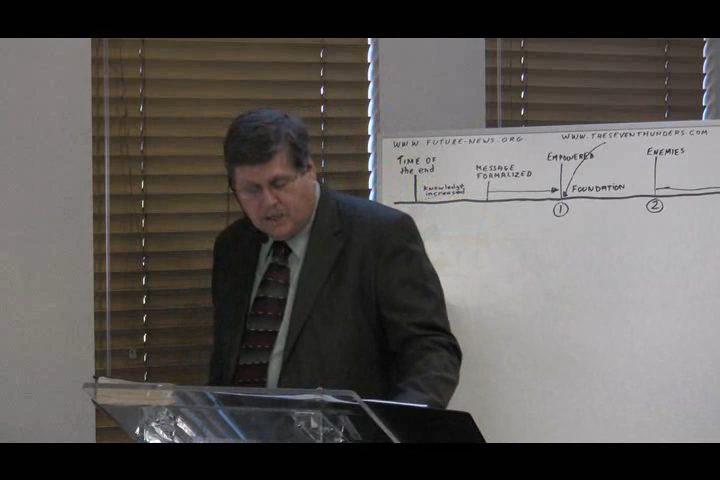 WWW.FUTURE-NEWS.ORG
WWW.THESEVENTHUNDERS.COM
TIME OF
the end
knowledge
increased
MESSAGE
FORMALIZED
EMPOWERED
FOUNDATION
1
ENEMIES
2